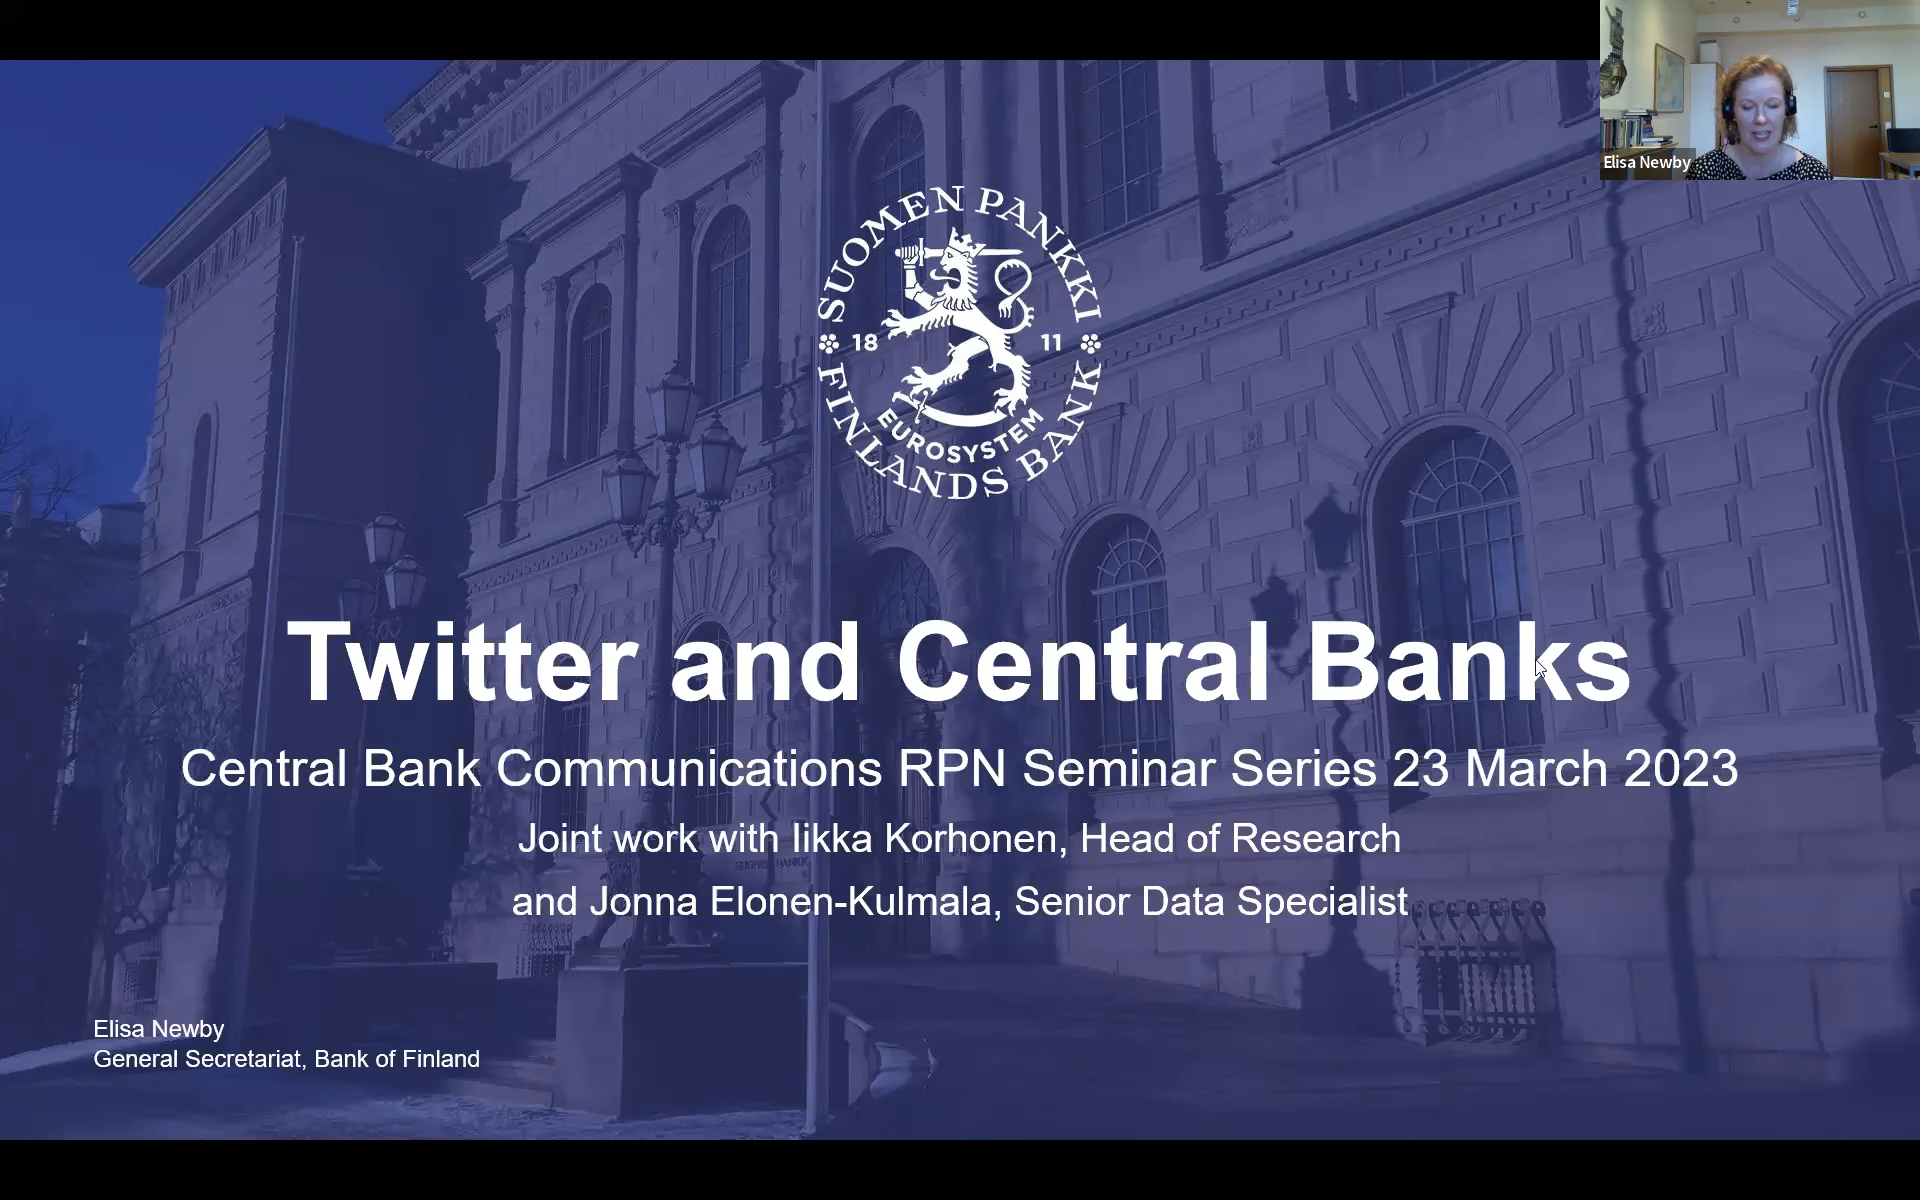 Elisa Newby
SUOMEN PANKKI
18 11
EUROSYSTEM
FINLANDS BANK
Twitter and Central Banks
Central Bank Communications RPN Seminar Series 23 March 2023
Joint work with Iikka Korhonen, Head of Research
and Jonna Elonen-Kulmala, Senior Data Specialist
Elisa Newby
General Secretariat, Bank of Finland